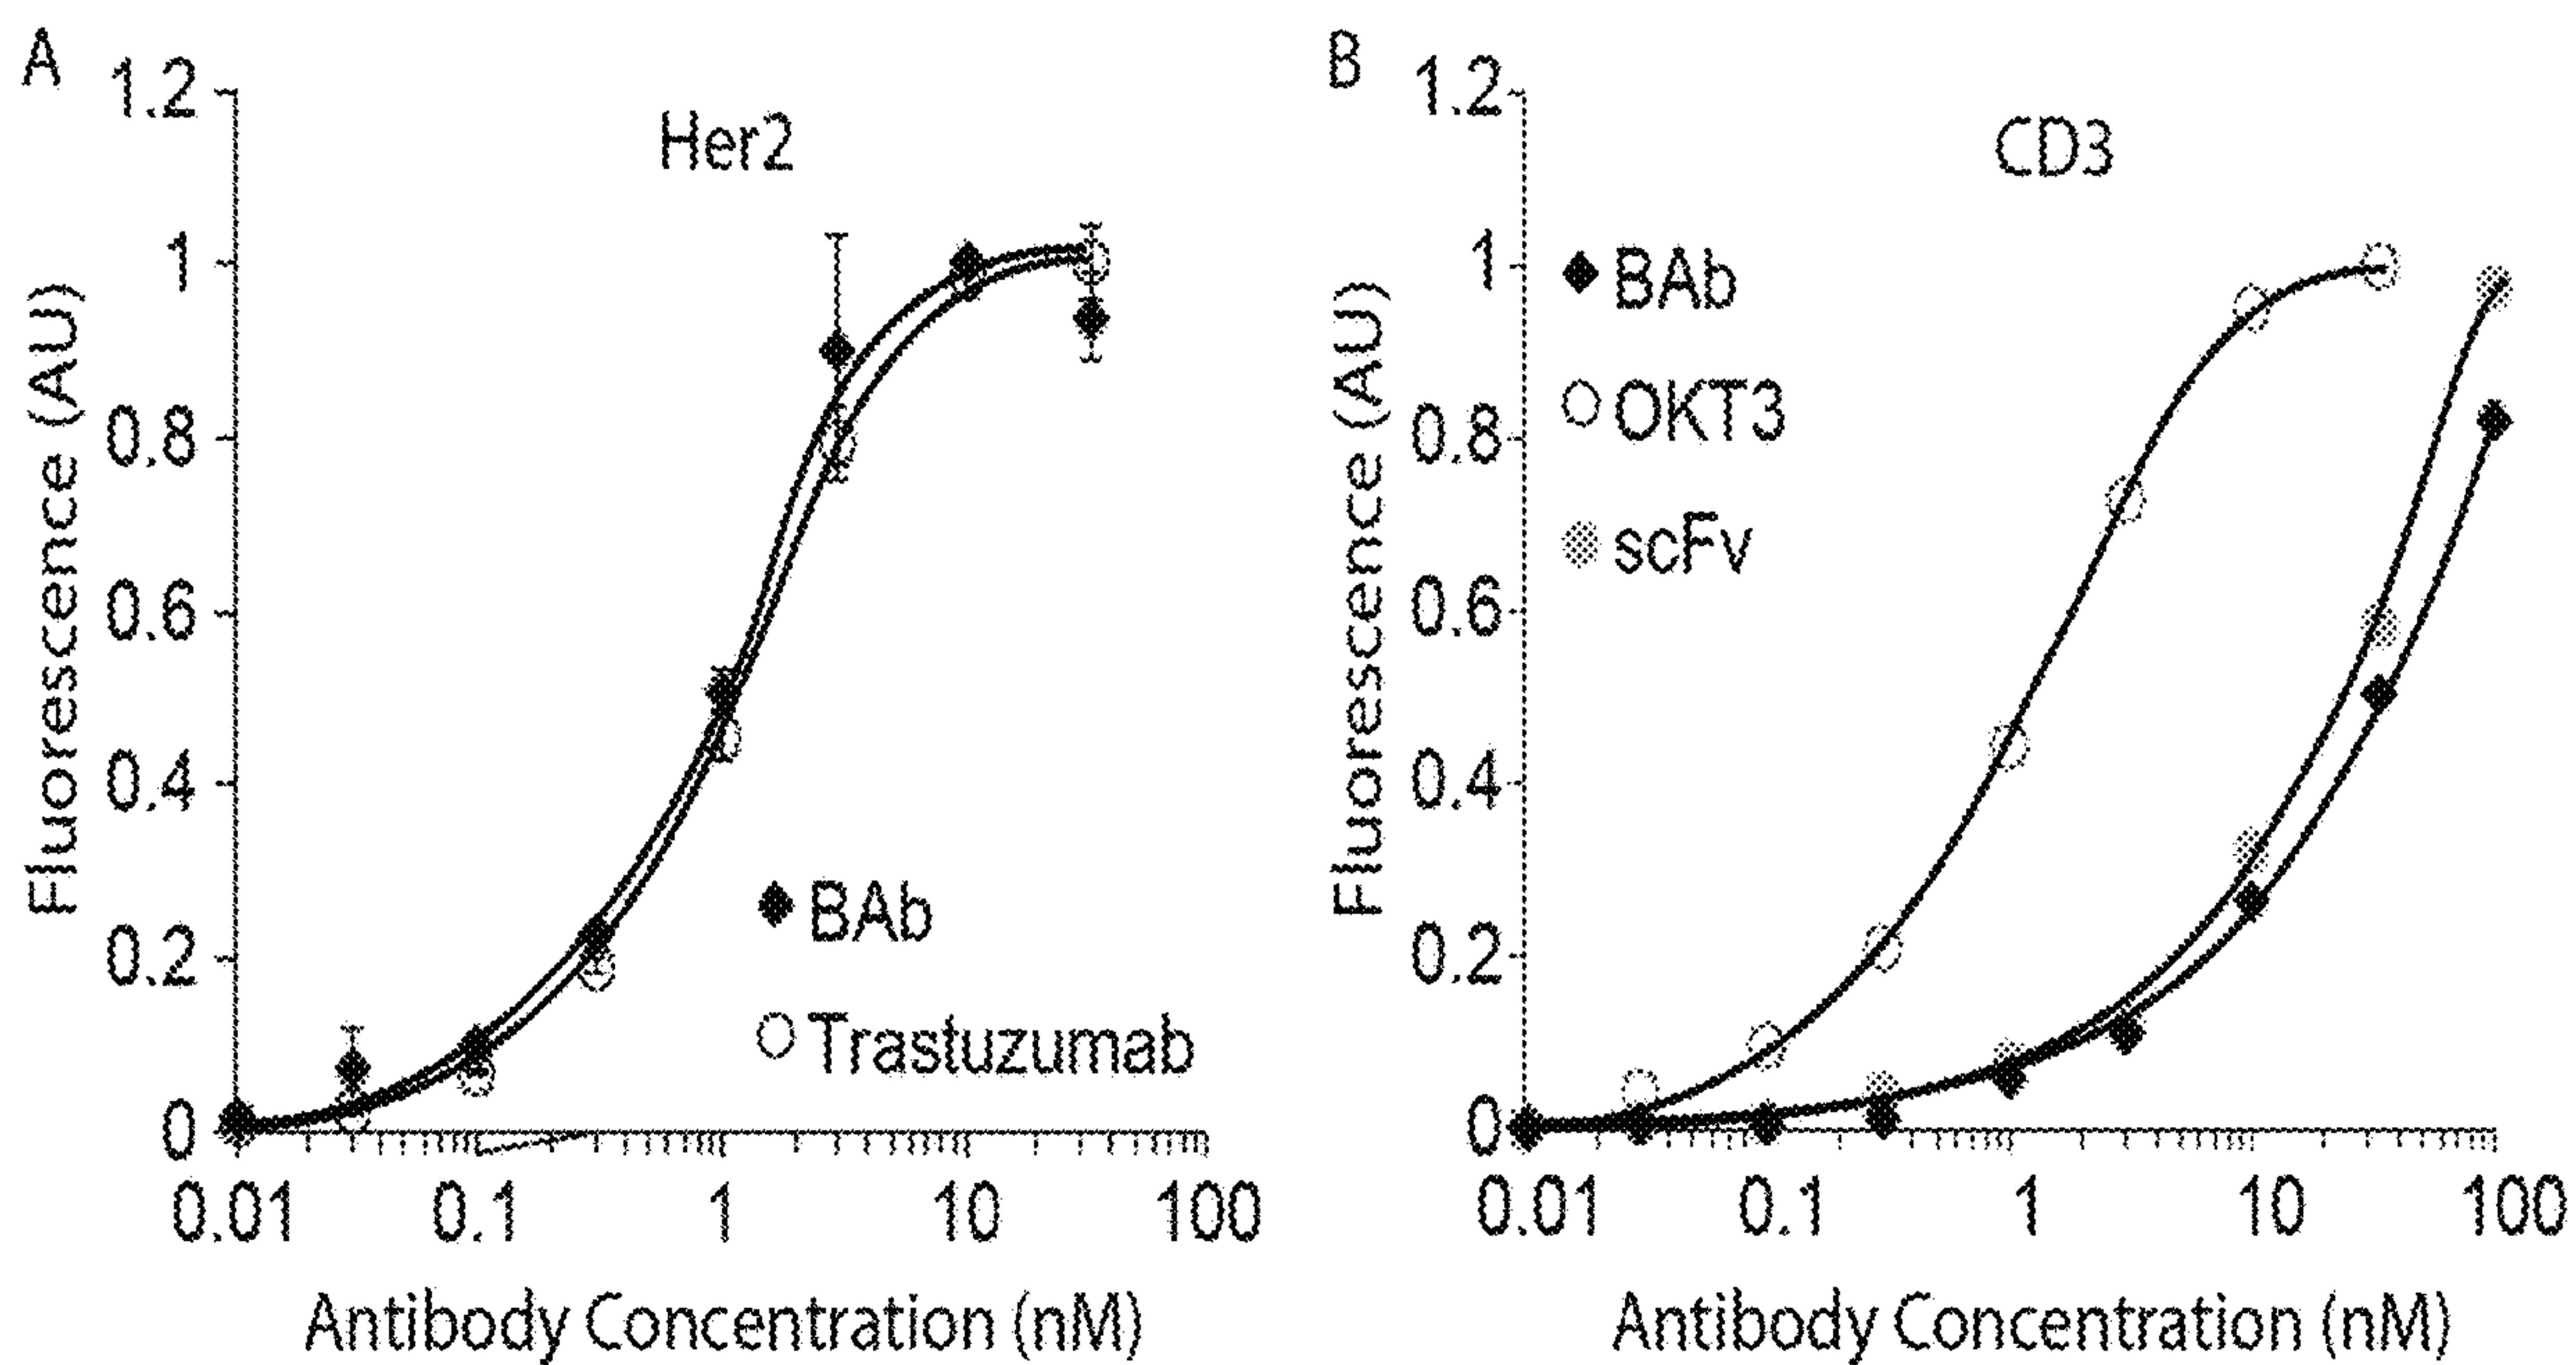 A
Her2
1.2
1
0.8
0.6
0.4
0.2
0
Fluorescence (AU)
BAb
Trastuzumab
0.01 0.1 1 10 100
Antibody Concentration (nM)
B
CD3
1.2
1
0.8
0.6
0.4
0.2
0
Fluorescence (AU)
BAb
OKT3
scFv
0.01 0.1 1 10 100
Antibody Concentration (nM)